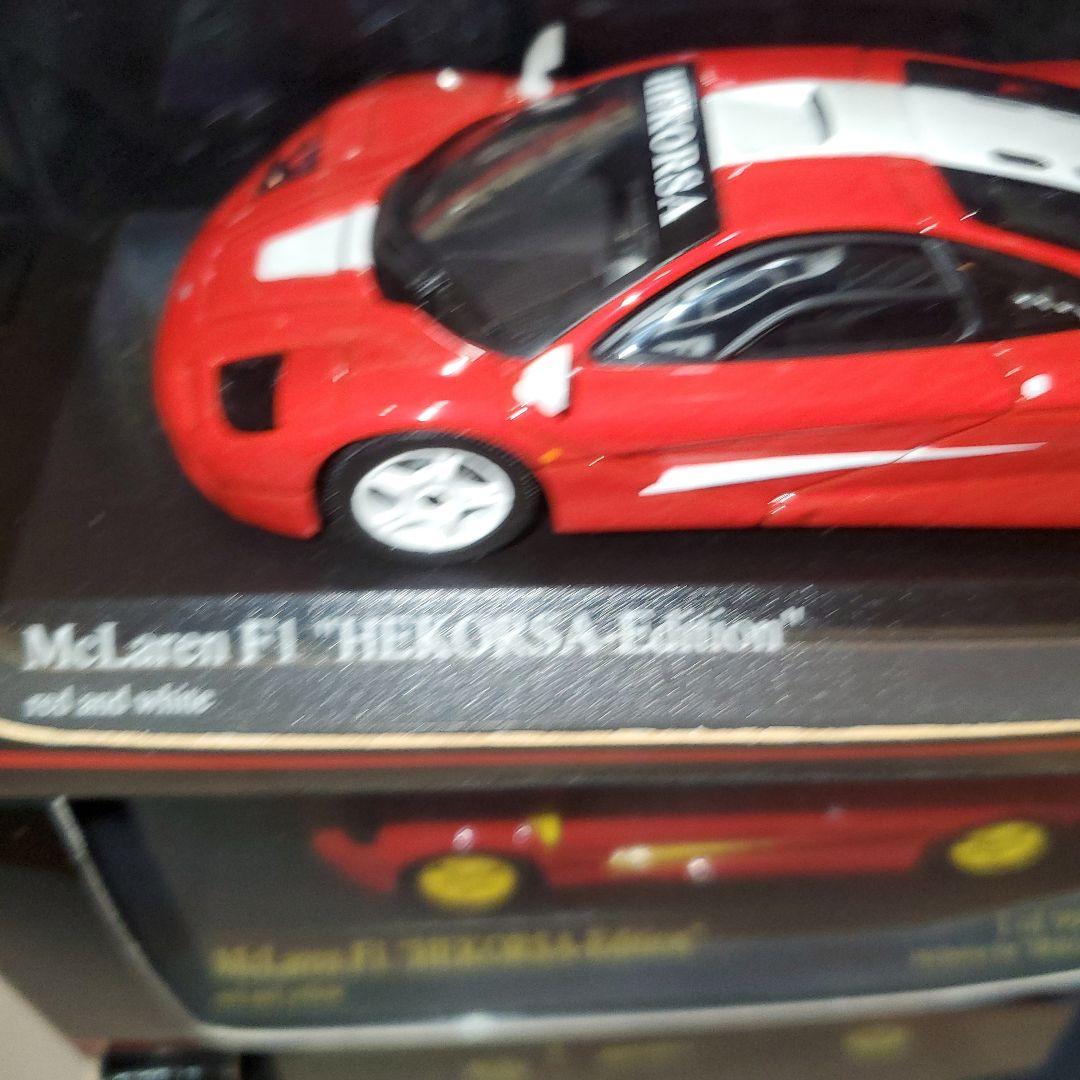 HEKORSA
McLaren F1 "HEKORSA-Edition"
red and white
McLaren F1 "HEKORSA-Edition"